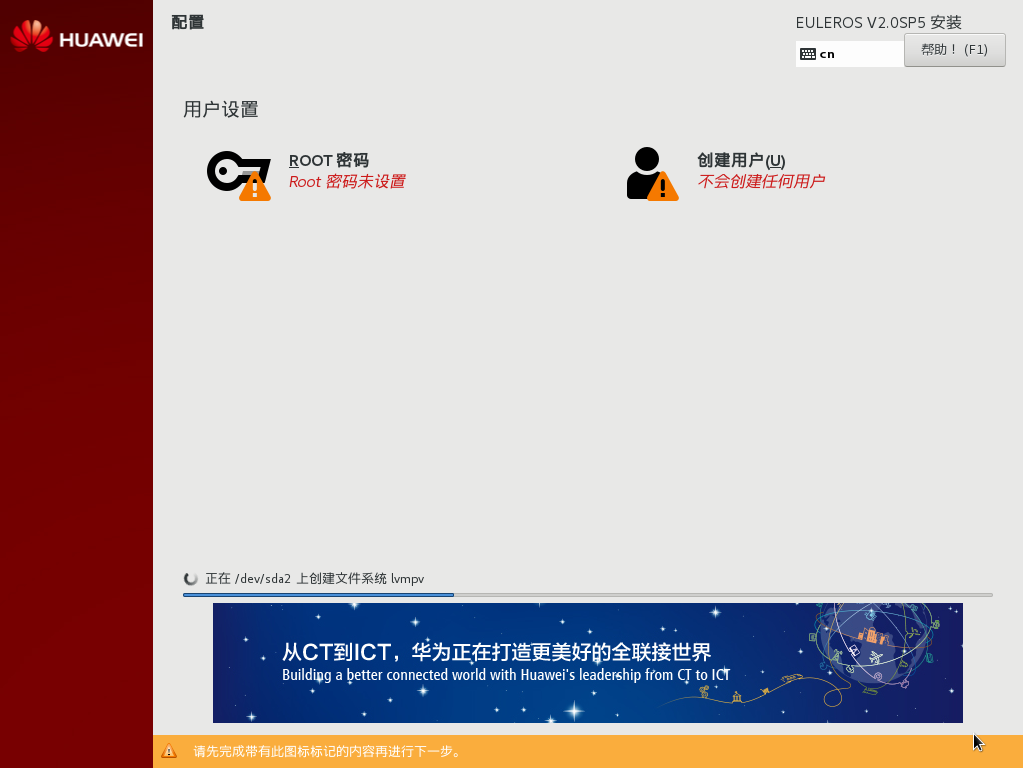 HUAWEI
配置
EULEROS V2.0SP5 安装
cn
帮助！ (F1)
用户设置
ROOT 密码
Root 密码未设置
创建用户(U)
不会创建任何用户
正在 /dev/sda2 上创建文件系统 lvmpv
从CT到ICT，华为正在打造更美好的全联接世界
Building a better connected world with Huawei's leadership from CT to ICT
请先完成带有此图标标记的内容再进行下一步。